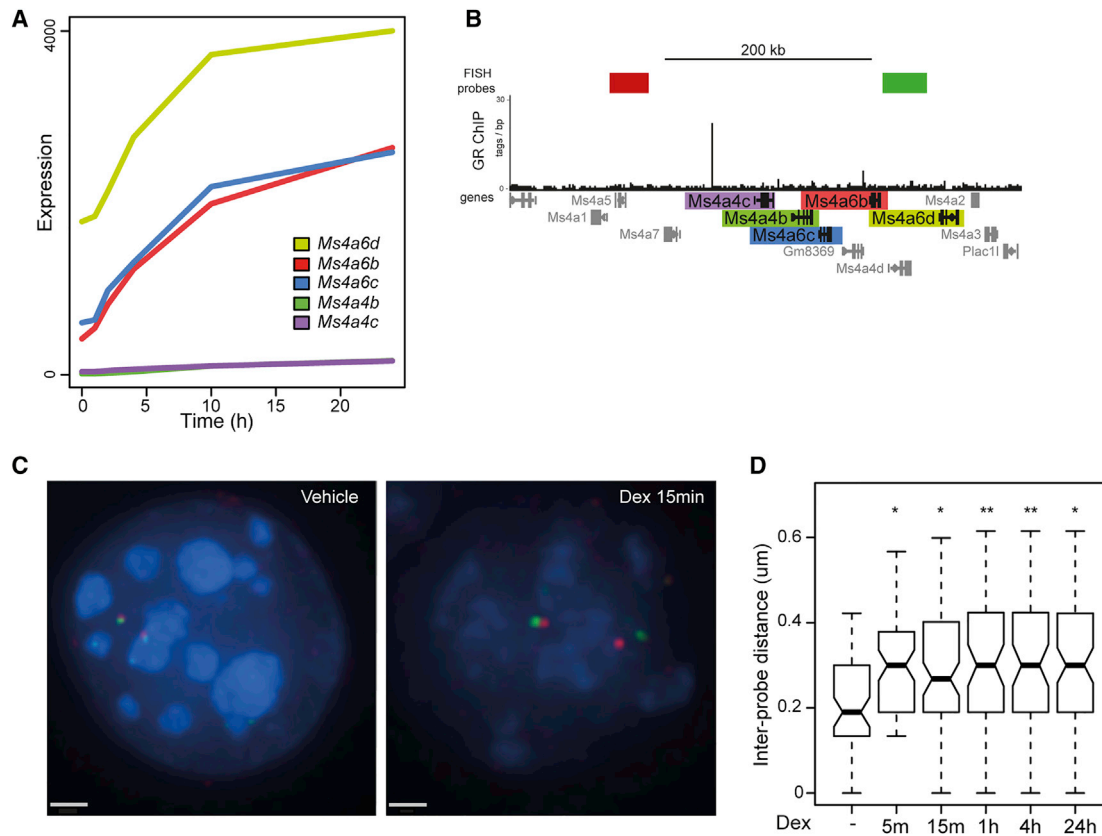 A
4000
Expression
0
Ms4a6d
Ms4a6b
Ms4a6c
Ms4a4b
Ms4a4c
0 5 10 15 20
Time (h)
B
200 kb
FISH
probes
GR ChIP
tags / bp
30
0
genes
Ms4a5 Ms4a4c Ms4a6b Ms4a2
Ms4a1 Ms4a4b Ms4a6d
Ms4a7 Ms4a6c Ms4a3
Gm8369 Plac1l
Ms4a4d
C
Vehicle
Dex 15min
D
Inter-probe distance (um)
* * ** ** *
0.6
0.4
0.2
0
Dex - 5m 15m 1h 4h 24h